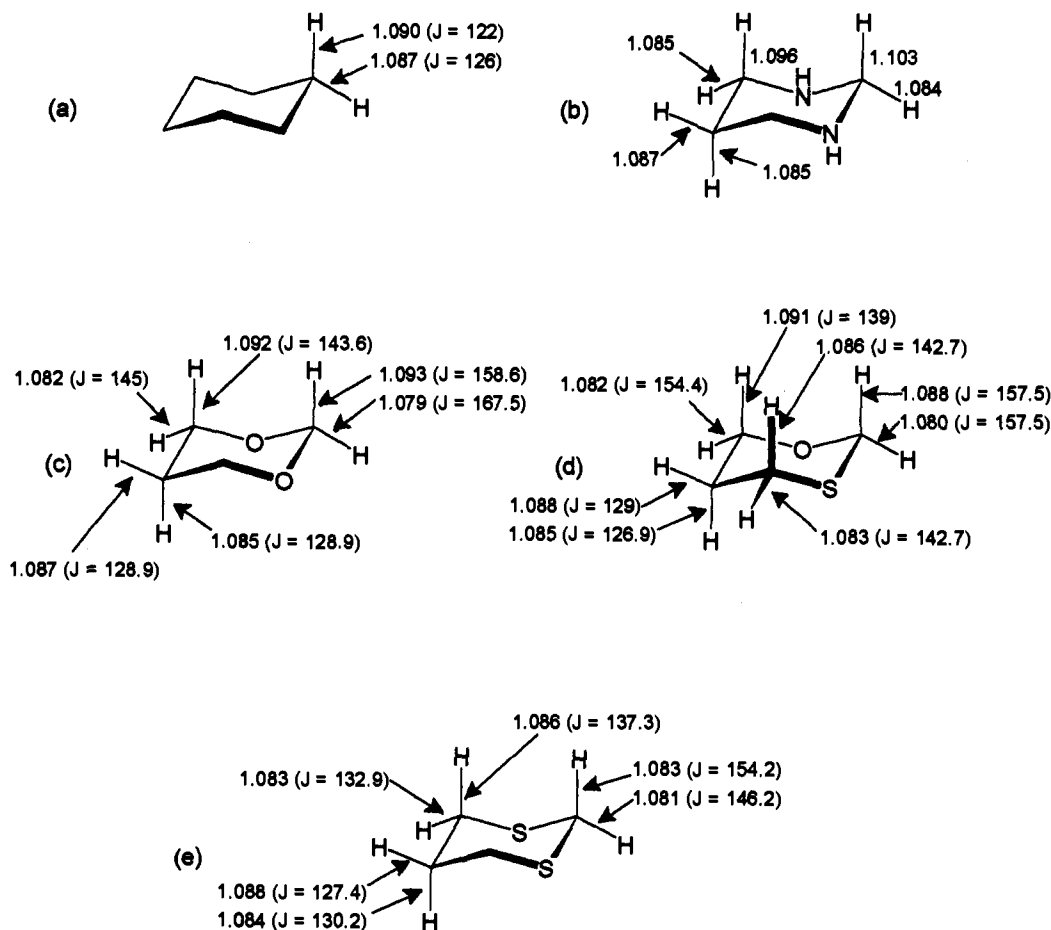 H
1.090 (J = 122)
1.087 (J = 126)
H
(a)
H
H
1.085
1.096
H
1.103
H
N
1.084
H
H
(b)
N
H
1.087
1.085
H
1.092 (J = 143.6)
H
H
1.082 (J = 145)
1.093 (J = 158.6)
1.079 (J = 167.5)
H
O
H
H
(c)
O
H
1.085 (J = 128.9)
1.087 (J = 128.9)
1.091 (J = 139)
1.086 (J = 142.7)
1.082 (J = 154.4)
H
H
H
1.088 (J = 157.5)
1.080 (J = 157.5)
H
O
H
H
(d)
S
1.088 (J = 129)
1.085 (J = 126.9)
H
H
1.083 (J = 142.7)
1.086 (J = 137.3)
H
H
1.083 (J = 132.9)
1.083 (J = 154.2)
1.081 (J = 146.2)
H
S
H
H
(e)
S
1.088 (J = 127.4)
1.084 (J = 130.2)
H